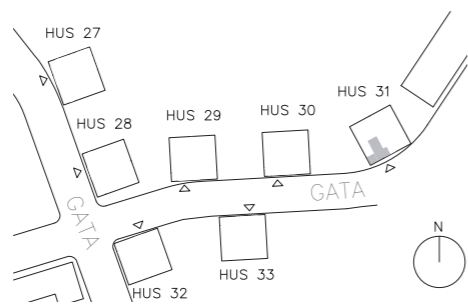 HUS 27
HUS 31
HUS 30
HUS 29
HUS 28
GATA
GATA
N
HUS 33
HUS 32